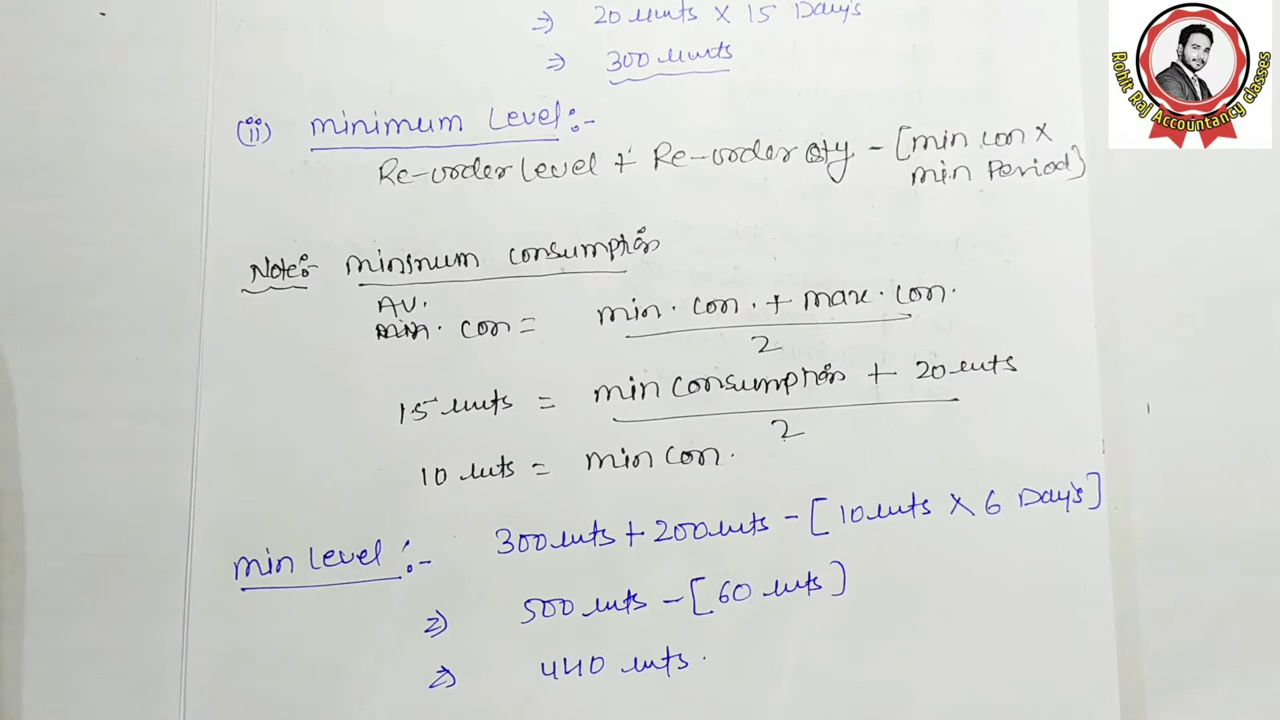 ⇒ 20 units × 15 Days
⇒ 300 units
(ii) minimum Level:-
Re-order Level + Re-order Qty - [min con ×
min Period]
Note:- minimum consumption
AV.
con = min. con. + max. con.
2
15 units = min consumption + 20 units
2
10 units = min con.
min Level :- 300 units + 200 units - [10 units × 6 Day's]
⇒ 500 units - [60 units]
⇒ 440 units.
Rohit Raj Accountancy classes